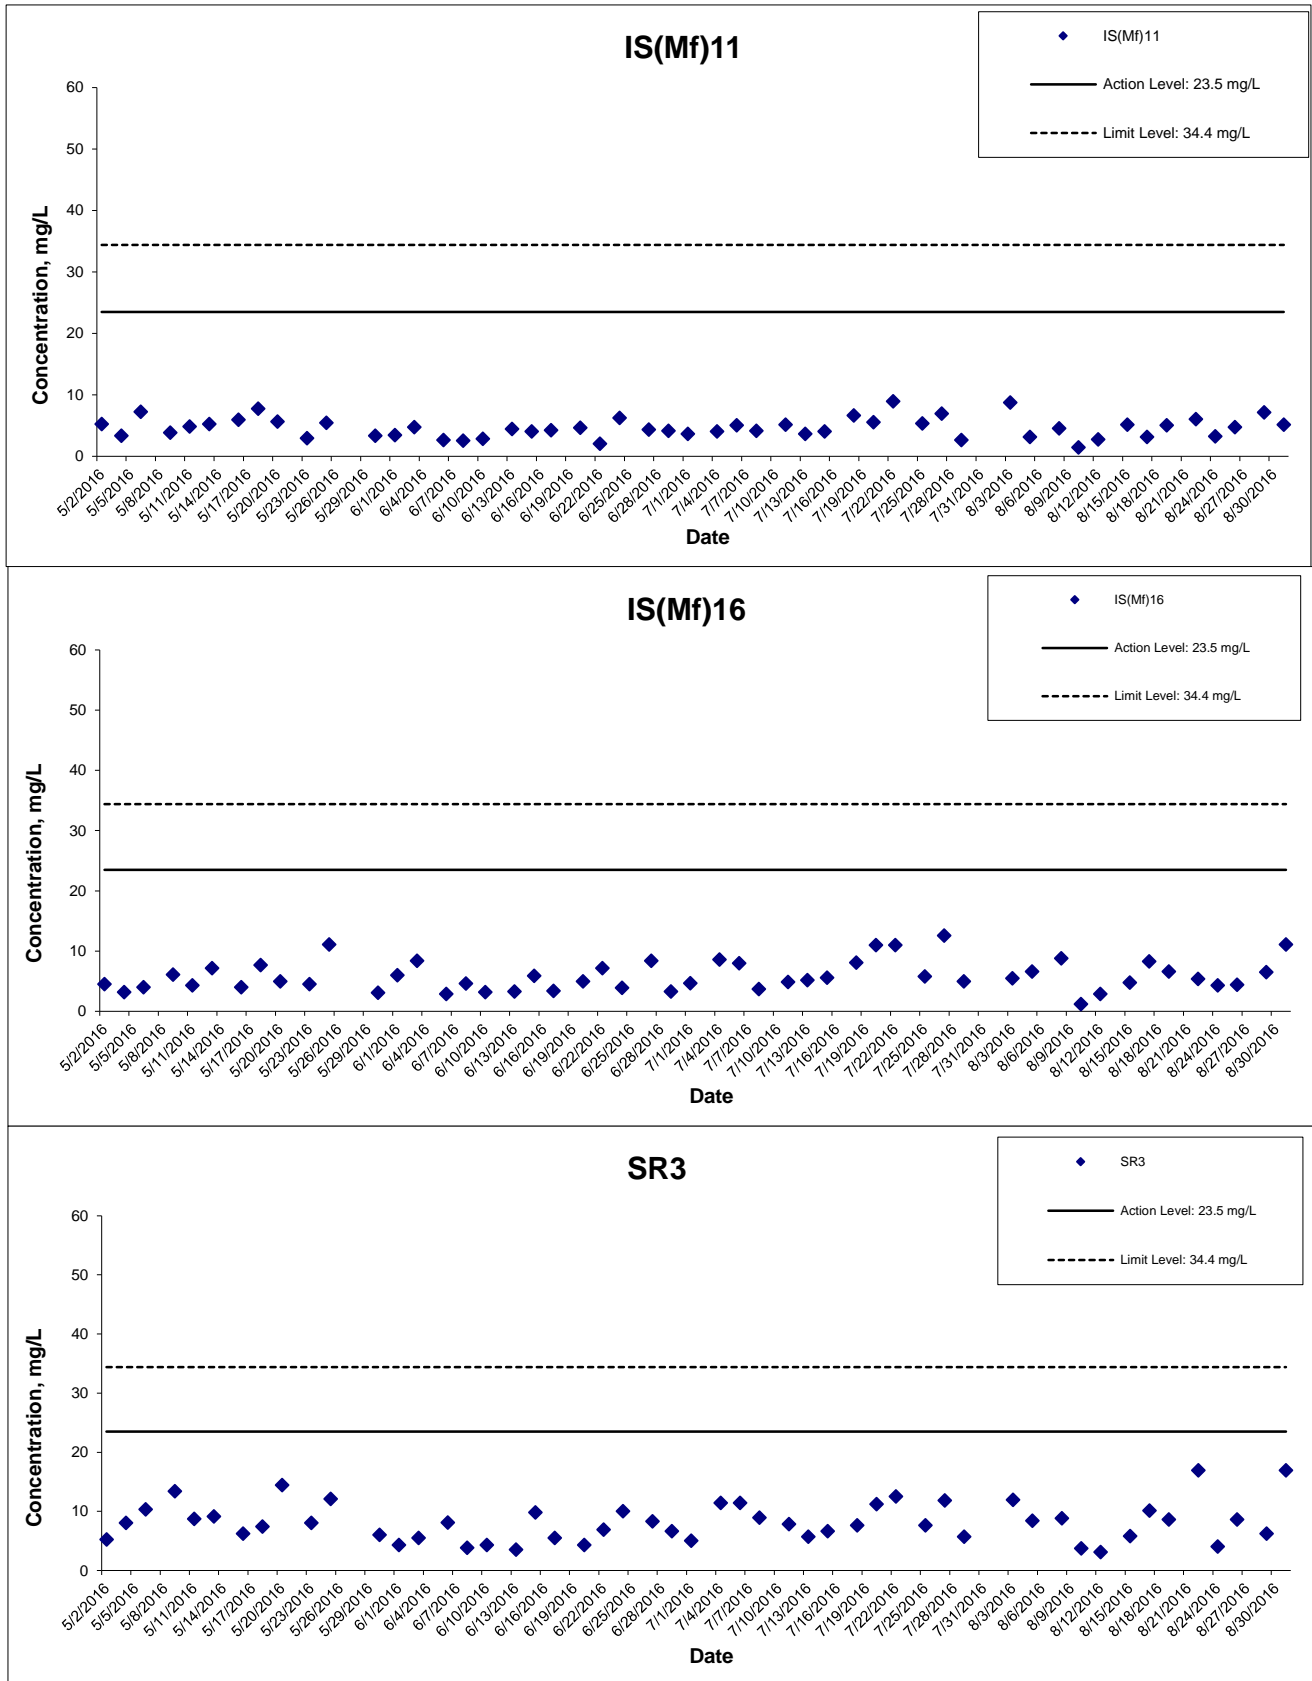 IS(Mf)11
IS(Mf)11
Action Level: 23.5 mg/L
Limit Level: 34.4 mg/L
Concentration, mg/L
60
50
40
30
20
10
0
5/2/2016 5/5/2016 5/8/2016 5/11/2016 5/14/2016 5/17/2016 5/20/2016 5/23/2016 5/26/2016 5/29/2016 6/1/2016 6/4/2016 6/7/2016 6/10/2016 6/13/2016 6/16/2016 6/19/2016 6/22/2016 6/25/2016 6/28/2016 7/1/2016 7/4/2016 7/7/2016 7/10/2016 7/13/2016 7/16/2016 7/19/2016 7/22/2016 7/25/2016 7/28/2016 7/31/2016 8/3/2016 8/6/2016 8/9/2016 8/12/2016 8/15/2016 8/18/2016 8/21/2016 8/24/2016 8/27/2016 8/30/2016
Date
IS(Mf)16
IS(Mf)16
Action Level: 23.5 mg/L
Limit Level: 34.4 mg/L
Concentration, mg/L
60
50
40
30
20
10
0
5/2/2016 5/5/2016 5/8/2016 5/11/2016 5/14/2016 5/17/2016 5/20/2016 5/23/2016 5/26/2016 5/29/2016 6/1/2016 6/4/2016 6/7/2016 6/10/2016 6/13/2016 6/16/2016 6/19/2016 6/22/2016 6/25/2016 6/28/2016 7/1/2016 7/4/2016 7/7/2016 7/10/2016 7/13/2016 7/16/2016 7/19/2016 7/22/2016 7/25/2016 7/28/2016 7/31/2016 8/3/2016 8/6/2016 8/9/2016 8/12/2016 8/15/2016 8/18/2016 8/21/2016 8/24/2016 8/27/2016 8/30/2016
Date
SR3
SR3
Action Level: 23.5 mg/L
Limit Level: 34.4 mg/L
Concentration, mg/L
60
50
40
30
20
10
0
5/2/2016 5/5/2016 5/8/2016 5/11/2016 5/14/2016 5/17/2016 5/20/2016 5/23/2016 5/26/2016 5/29/2016 6/1/2016 6/4/2016 6/7/2016 6/10/2016 6/13/2016 6/16/2016 6/19/2016 6/22/2016 6/25/2016 6/28/2016 7/1/2016 7/4/2016 7/7/2016 7/10/2016 7/13/2016 7/16/2016 7/19/2016 7/22/2016 7/25/2016 7/28/2016 7/31/2016 8/3/2016 8/6/2016 8/9/2016 8/12/2016 8/15/2016 8/18/2016 8/21/2016 8/24/2016 8/27/2016 8/30/2016
Date